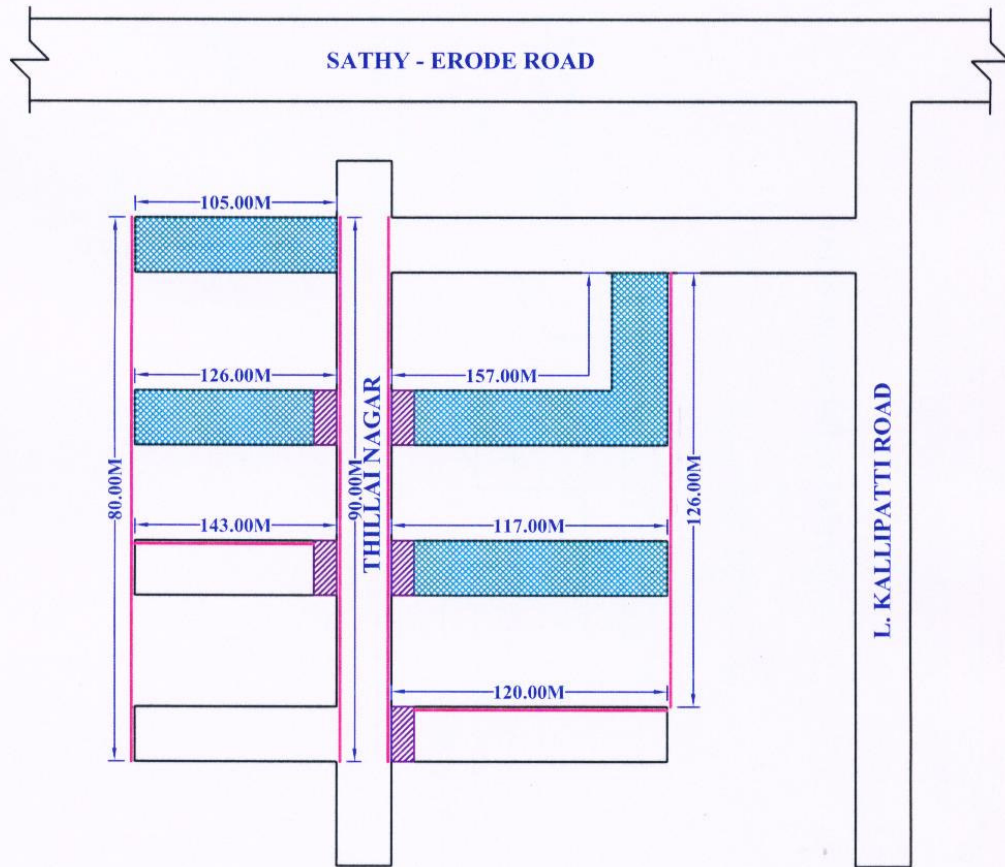 SATHY - ERODE ROAD
105.00M
126.00M
157.00M
80.00M
90.00M
THILLAI NAGAR
126.00M
L. KALLIPATTI ROAD
143.00M
117.00M
120.00M